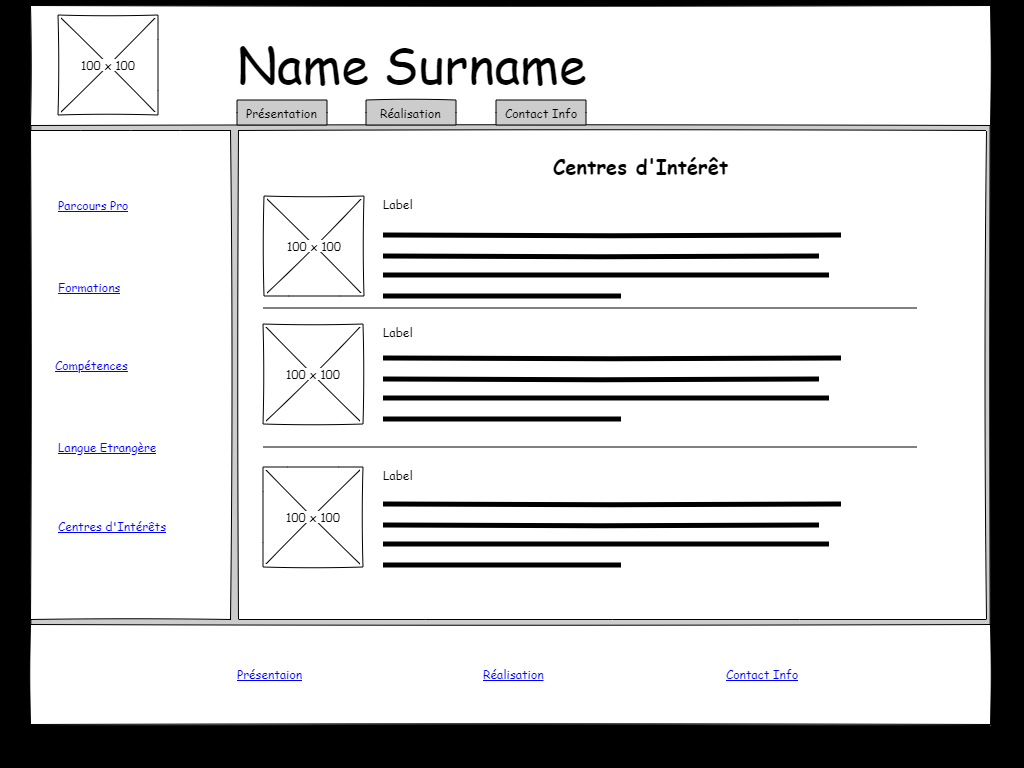 100 x 100
Name Surname
Présentation
Réalisation
Contact Info
Parcours Pro
Formations
Compétences
Langue Etrangère
Centres d'Intérêts
Centres d'Intérêt
100 x 100
Label
100 x 100
Label
100 x 100
Label
Présentaion
Réalisation
Contact Info